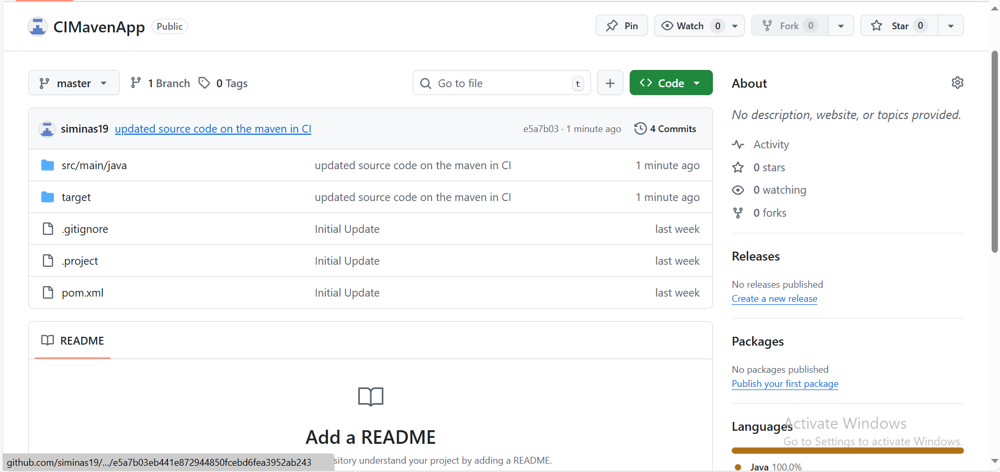 CIMavenApp Public Pin Watch 0 Fork 0 Star 0
master 1 Branch 0 Tags Go to file t + Code
siminas19 updated source code on the maven in CI e5a7b03 · 1 minute ago 4 Commits
src/main/java updated source code on the maven in CI 1 minute ago
target updated source code on the maven in CI 1 minute ago
.gitignore Initial Update last week
.project Initial Update last week
pom.xml Initial Update last week
README
Add a README
sitory understand your project by adding a README.
About
No description, website, or topics provided.
Activity
0 stars
0 watching
0 forks
Releases
No releases published
Create a new release
Packages
No packages published
Publish your first package
Languages
Java 100.0%
Activate Windows
Go to Settings to activate Windows.
github.com/siminas19/.../e5a7b03eb441e872944850fcebd6fea3952ab243